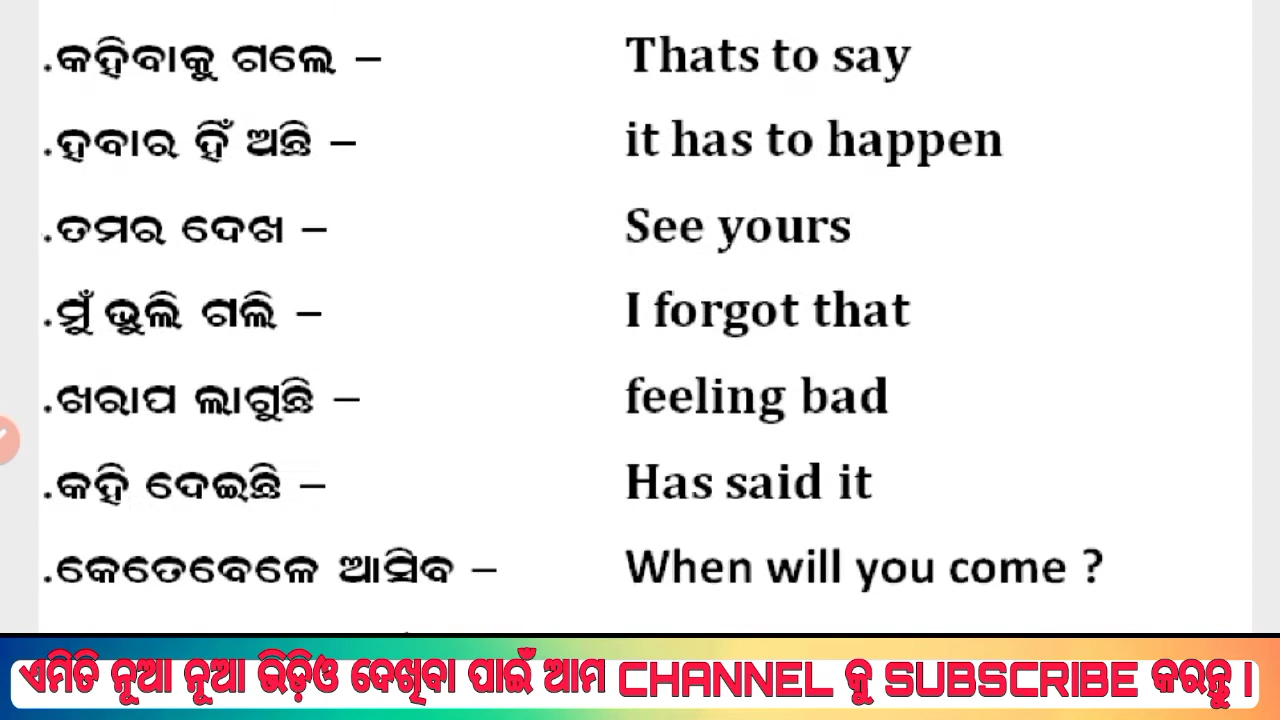 .କହିବାକୁ ଗଲେ – Thats to say
.ହବାର ହିଁ ଅଛି – it has to happen
.ତମର ଦେଖ – See yours
.ମୁଁ ଭୁଲି ଗଲି – I forgot that
.ଖରାପ ଲାଗୁଛି – feeling bad
.କହି ଦେଇଛି – Has said it
.କେତେବେଳେ ଆସିବ – When will you come ?
ଏମିତି ନୂଆ ନୂଆ ଭିଡ଼ିଓ ଦେଖିବା ପାଇଁ ଆମ CHANNEL କୁ SUBSCRIBE କରନ୍ତୁ ।